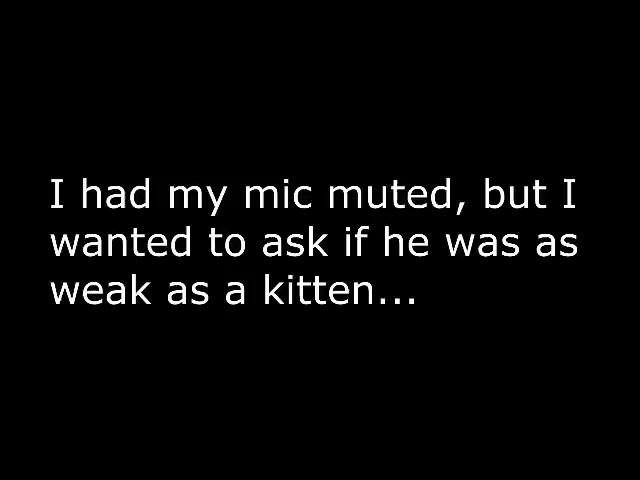 I had my mic muted, but I
wanted to ask if he was as
weak as a kitten...